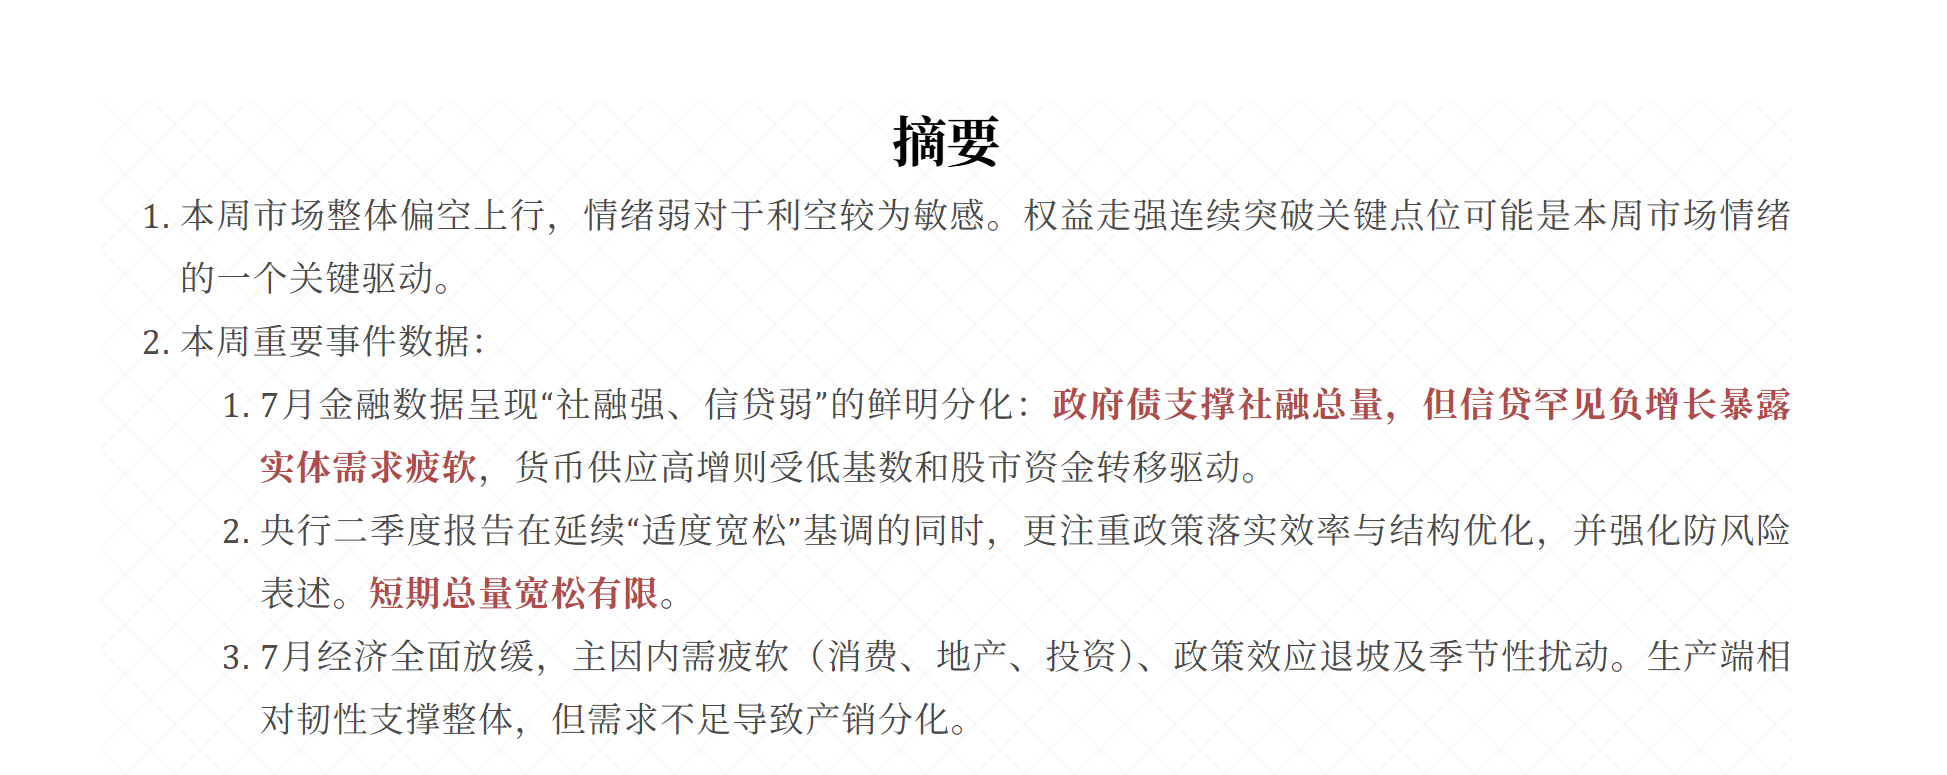 摘要
1. 本周市场整体偏空上行，情绪弱对于利空较为敏感。权益走强连续突破关键点位可能是本周市场情绪
的一个关键驱动。
2. 本周重要事件数据：
1. 7月金融数据呈现“社融强、信贷弱”的鲜明分化：政府债支撑社融总量，但信贷罕见负增长暴露
实体需求疲软，货币供应高增则受低基数和股市资金转移驱动。
2. 央行二季度报告在延续“适度宽松”基调的同时，更注重政策落实效率与结构优化，并强化防风险
表述。短期总量宽松有限。
3. 7月经济全面放缓，主因内需疲软（消费、地产、投资）、政策效应退坡及季节性扰动。生产端相
对韧性支撑整体，但需求不足导致产销分化。